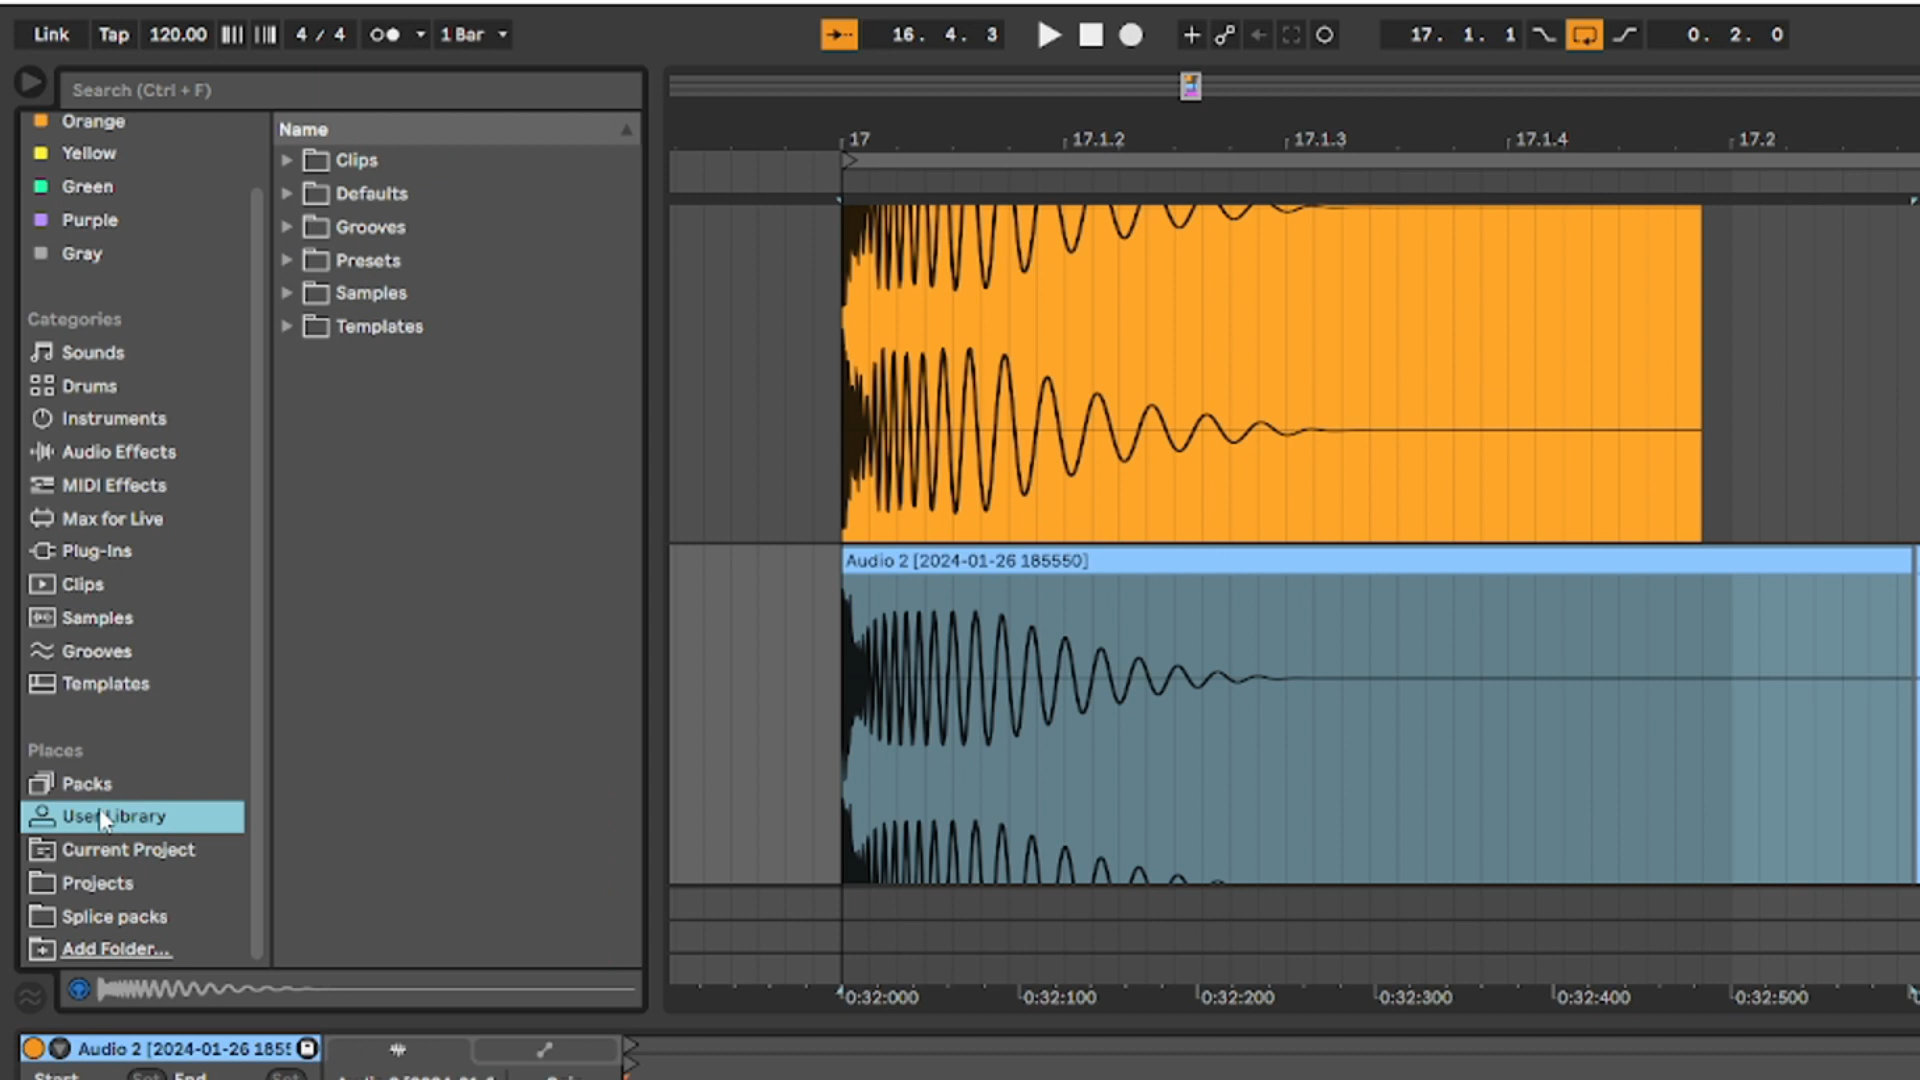 Link Tap 120.00 4 / 4 1 Bar 16. 4. 3 17. 1. 1 0. 2. 0
Search (Ctrl + F)
Orange
Yellow
Green
Purple
Gray
Categories
Sounds
Drums
Instruments
Audio Effects
MIDI Effects
Max for Live
Plug-Ins
Clips
Samples
Grooves
Templates
Places
Packs
User Library
Current Project
Projects
Splice packs
Add Folder...
Name
Clips
Defaults
Grooves
Presets
Samples
Templates
17 17.1.2 17.1.3 17.1.4 17.2
Audio 2 [2024-01-26 185550]
0:32:000 0:32:100 0:32:200 0:32:300 0:32:400 0:32:500
Audio 2 [2024-01-26 1855
Start Set End Set